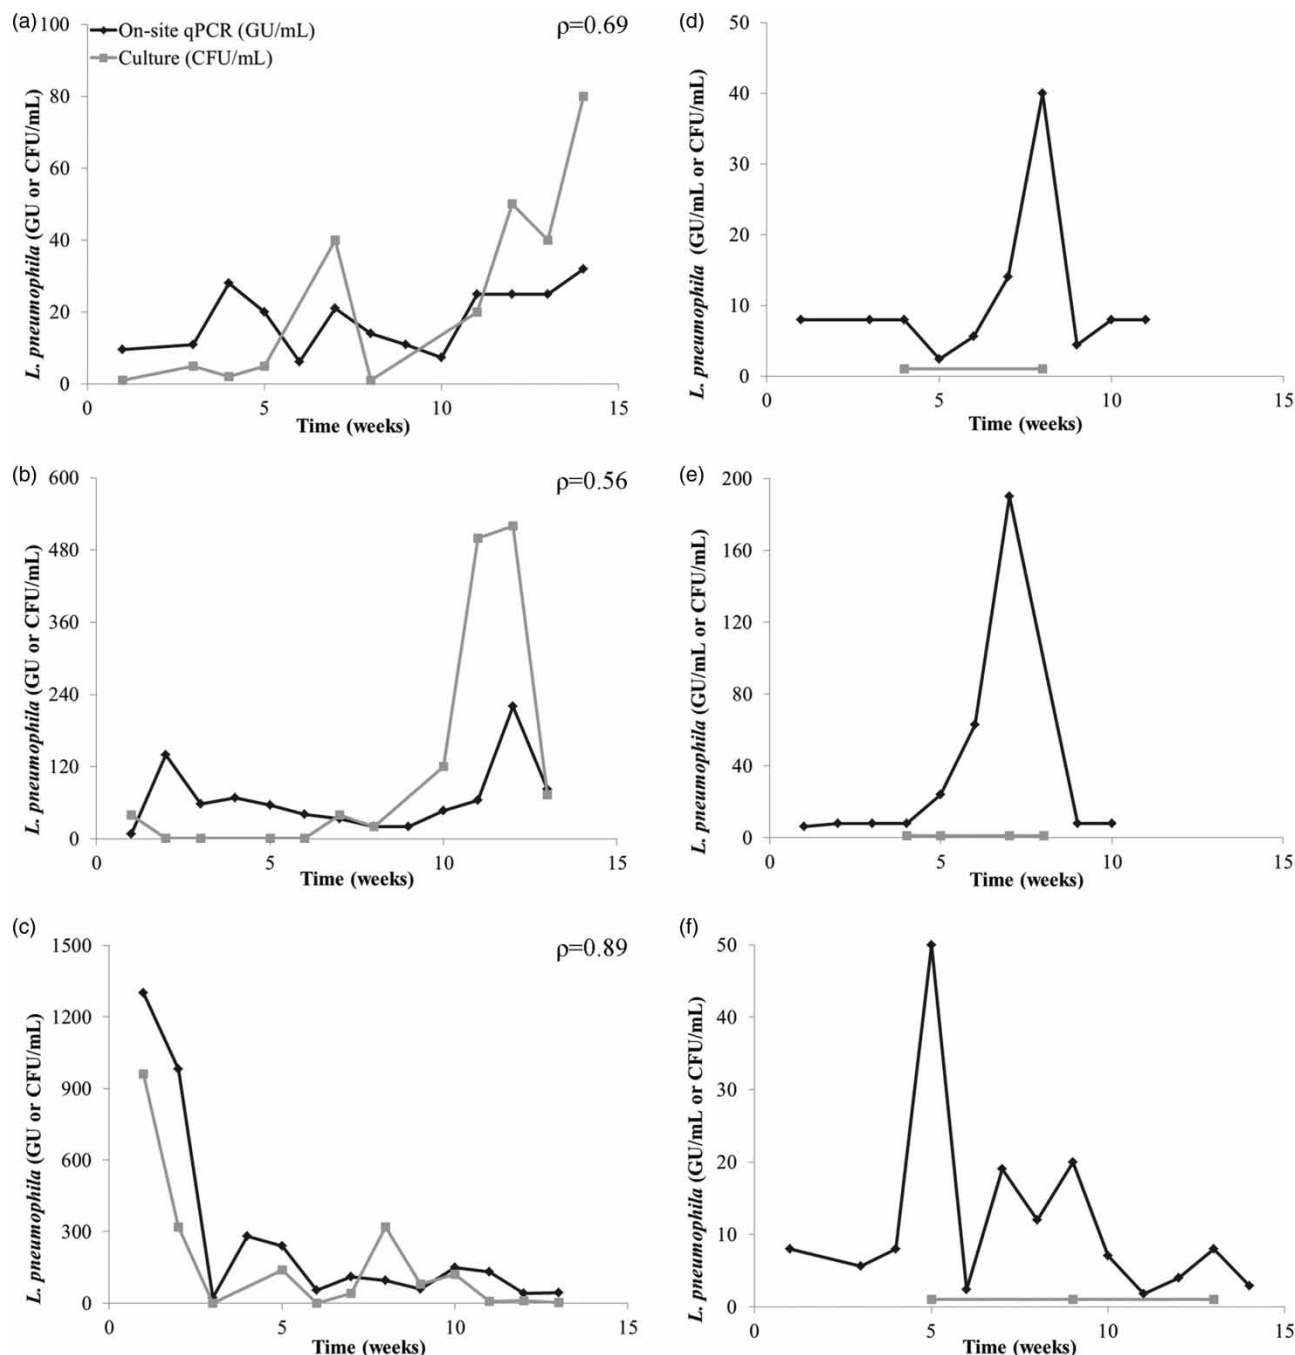 (a)
100
On-site qPCR (GU/mL)
Culture (CFU/mL)
ρ=0.69
80
60
40
20
0
L. pneumophila (GU or CFU/mL)
0 5 10 15
Time (weeks)
(d)
50
40
30
20
10
0
L. pneumophila (GU/mL or CFU/mL)
0 5 10 15
Time (weeks)
(b)
600
ρ=0.56
480
360
240
120
0
L. pneumophila (GU or CFU/mL)
0 5 10 15
Time (weeks)
(e)
200
160
120
80
40
0
L. pneumophila (GU/mL or CFU/mL)
0 5 10 15
Time (weeks)
(c)
1500
ρ=0.89
1200
900
600
300
0
L. pneumophila (GU or CFU/mL)
0 5 10 15
Time (weeks)
(f)
50
40
30
20
10
0
L. pneumophila (GU/mL or CFU/mL)
0 5 10 15
Time (weeks)